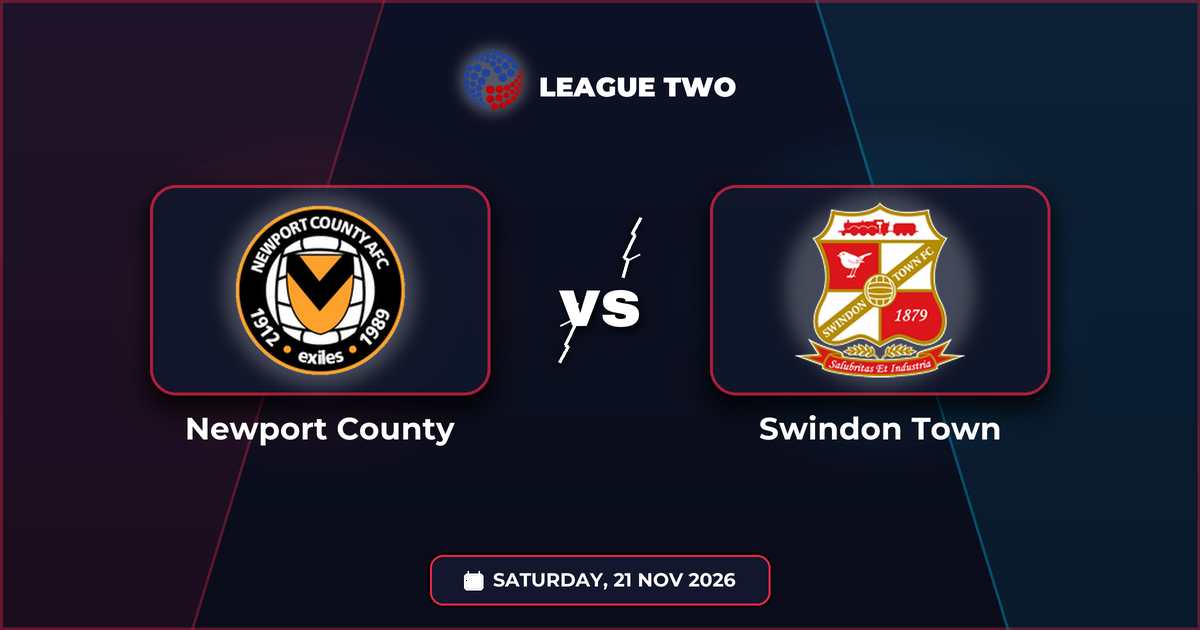 LEAGUE TWO
NEWPORT COUNTY AFC
1912 1989
exiles
VS
TOWN FC
SWINDON
1879
Salubritas Et Industria
Newport County
Swindon Town
SATURDAY, 21 NOV 2026